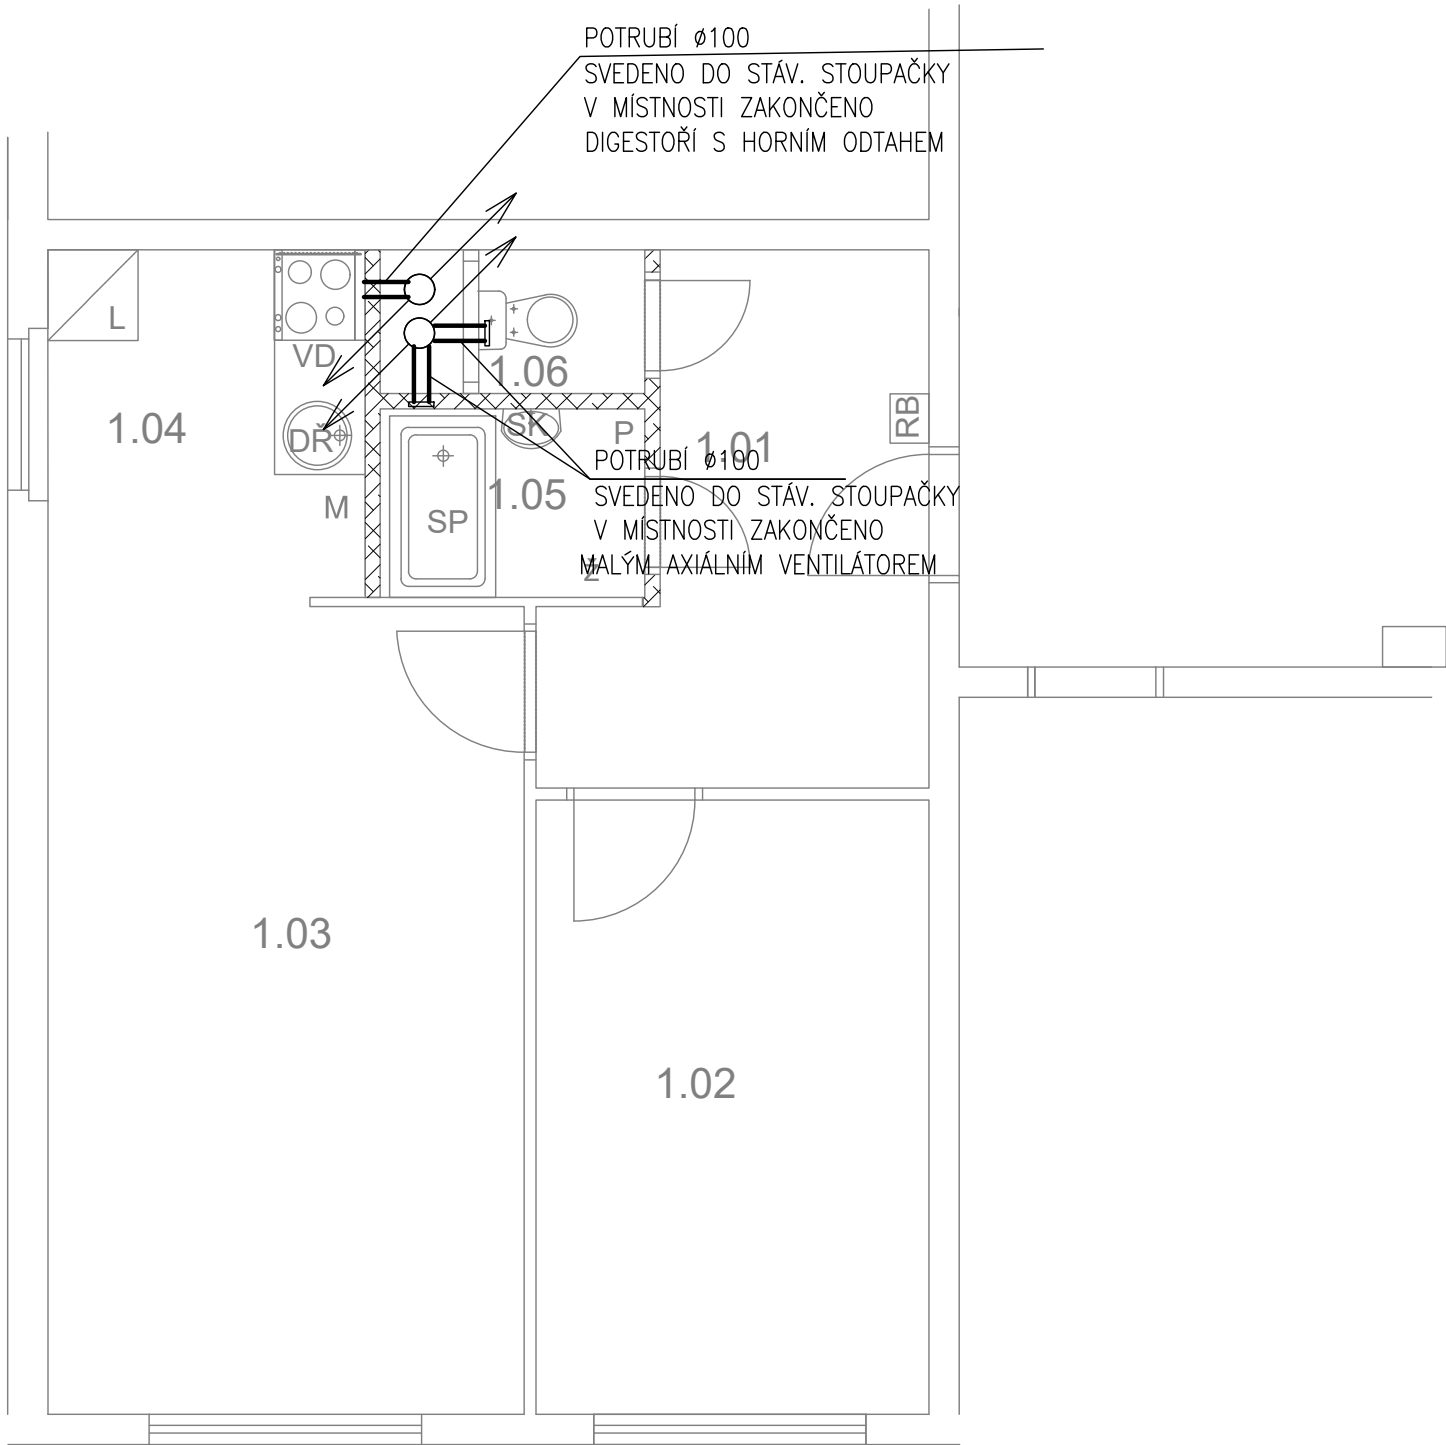 POTRUBÍ ø100
SVEDENO DO STÁV. STOUPAČKY
V MÍSTNOSTI ZAKONČENO
DIGESTOŘÍ S HORNÍM ODTAHEM
L
VD
1.06
1.04
DŘ
SK
P
1.01
RB
POTRUBÍ ø100
SVEDENO DO STÁV. STOUPAČKY
V MÍSTNOSTI ZAKONČENO
MALÝM AXIÁLNÍM VENTILÁTOREM
1.05
M
SP
Ž
1.03
1.02